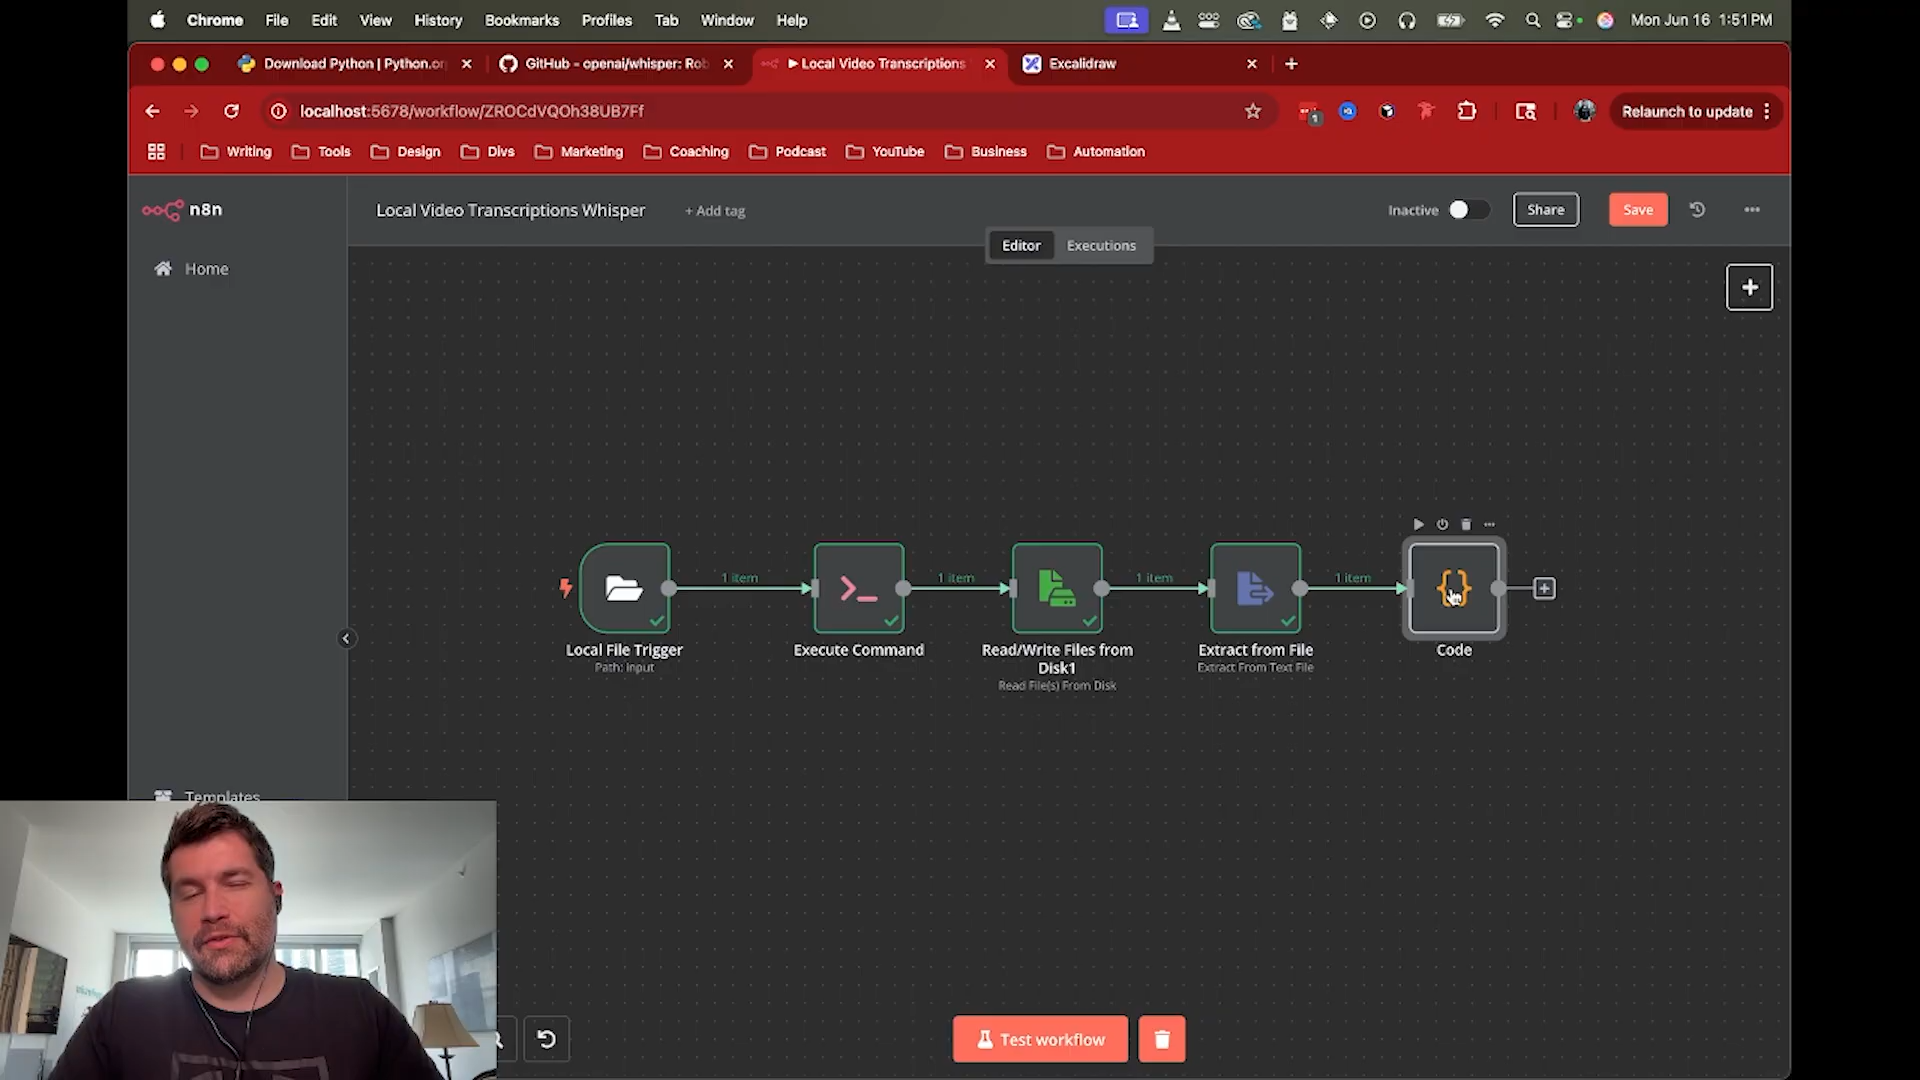 Chrome File Edit View History Bookmarks Profiles Tab Window Help Mon Jun 16 1:51 PM
Download Python | Python.or GitHub - openai/whisper: Rob Local Video Transcriptions Excalidraw
localhost:5678/workflow/ZROCdVQOh38UB7Ff 1 Relaunch to update
Writing Tools Design Divs Marketing Coaching Podcast YouTube Business Automation
n8n Local Video Transcriptions Whisper + Add tag Inactive Share Save
Editor Executions
Home
1 item 1 item 1 item 1 item
Local File Trigger Execute Command Read/Write Files from Disk1 Extract from File Code
Path: input Read File(s) From Disk Extract From Text File
Templates
Test workflow